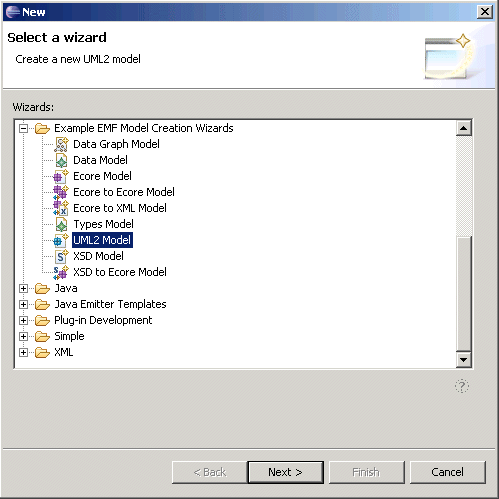 New
Select a wizard
Create a new UML2 model
Wizards:
Example EMF Model Creation Wizards
Data Graph Model
Data Model
Ecore Model
Ecore to Ecore Model
Ecore to XML Model
Types Model
UML2 Model
XSD Model
XSD to Ecore Model
Java
Java Emitter Templates
Plug-in Development
Simple
XML
?
< Back Next > Finish Cancel